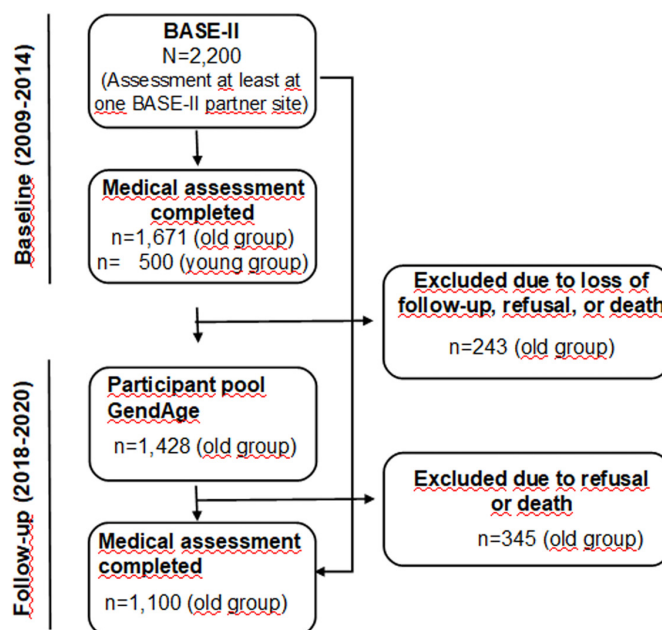 Baseline (2009-2014)
BASE-II
N=2,200
(Assessment at least at
one BASE-II partner site)
Medical assessment
completed
n=1,671 (old group)
n= 500 (young group)
Excluded due to loss of
follow-up, refusal, or death
n=243 (old group)
Follow-up (2018-2020)
Participant pool
GendAge
n=1,428 (old group)
Excluded due to refusal
or death
n=345 (old group)
Medical assessment
completed
n=1,100 (old group)